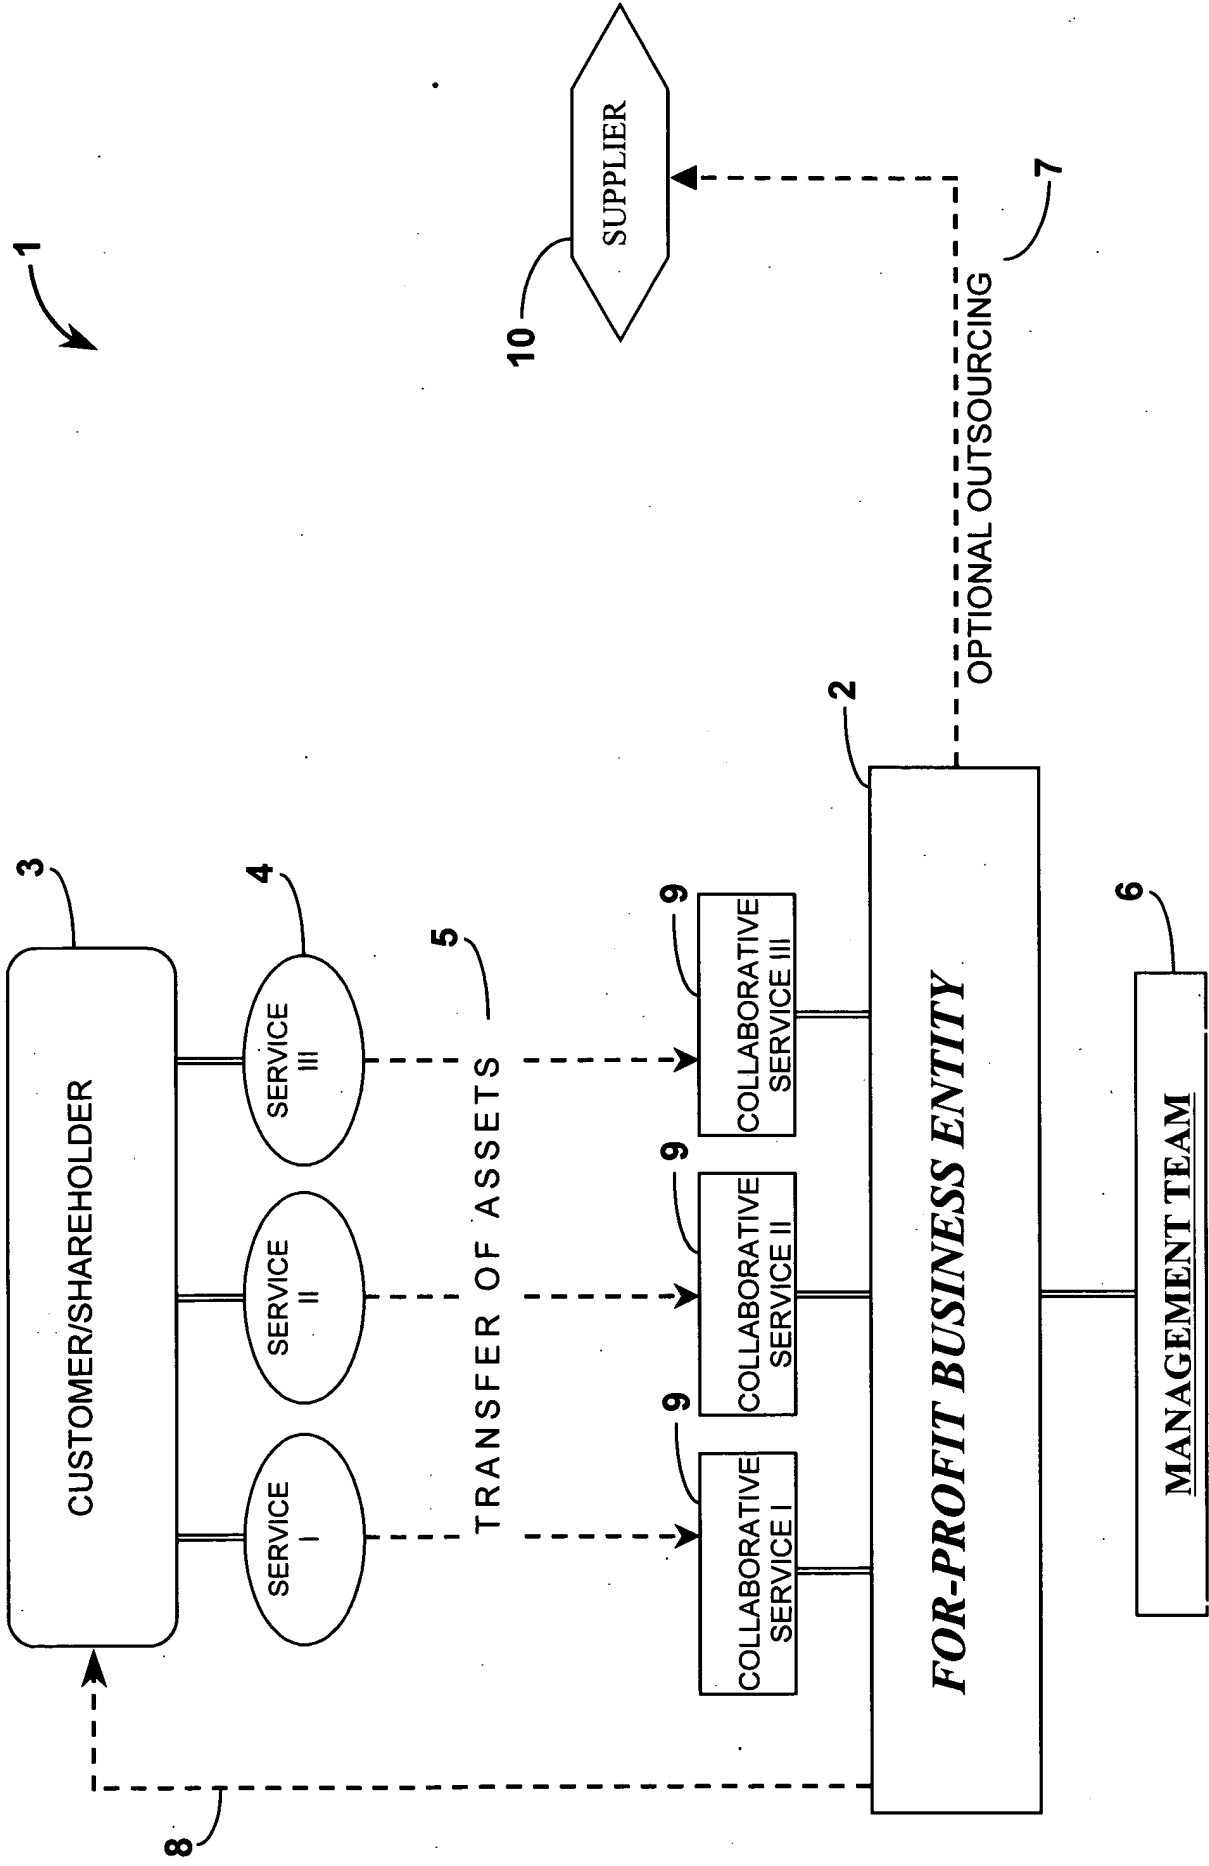 1
3
CUSTOMER/SHAREHOLDER
4
SERVICE
I
SERVICE
II
SERVICE
III
5
TRANSFER OF ASSETS
8
9
COLLABORATIVE
SERVICE I
9
COLLABORATIVE
SERVICE II
9
COLLABORATIVE
SERVICE III
10
SUPPLIER
2
FOR-PROFIT BUSINESS ENTITY
OPTIONAL OUTSOURCING
7
6
MANAGEMENT TEAM